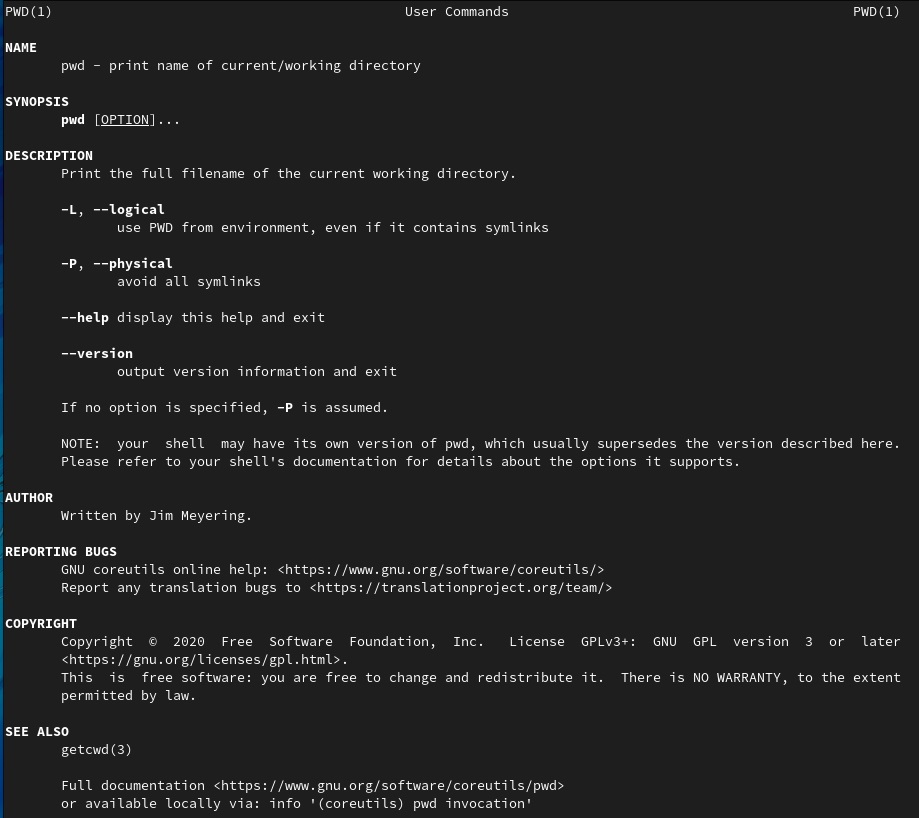 PWD(1) User Commands PWD(1)
NAME
pwd - print name of current/working directory
SYNOPSIS
pwd [OPTION]...
DESCRIPTION
Print the full filename of the current working directory.
-L, --logical
use PWD from environment, even if it contains symlinks
-P, --physical
avoid all symlinks
--help display this help and exit
--version
output version information and exit
If no option is specified, -P is assumed.
NOTE: your shell may have its own version of pwd, which usually supersedes the version described here.
Please refer to your shell's documentation for details about the options it supports.
AUTHOR
Written by Jim Meyering.
REPORTING BUGS
GNU coreutils online help: <https://www.gnu.org/software/coreutils/>
Report any translation bugs to <https://translationproject.org/team/>
COPYRIGHT
Copyright © 2020 Free Software Foundation, Inc. License GPLv3+: GNU GPL version 3 or later
<https://gnu.org/licenses/gpl.html>.
This is free software: you are free to change and redistribute it. There is NO WARRANTY, to the extent
permitted by law.
SEE ALSO
getcwd(3)
Full documentation <https://www.gnu.org/software/coreutils/pwd>
or available locally via: info '(coreutils) pwd invocation'